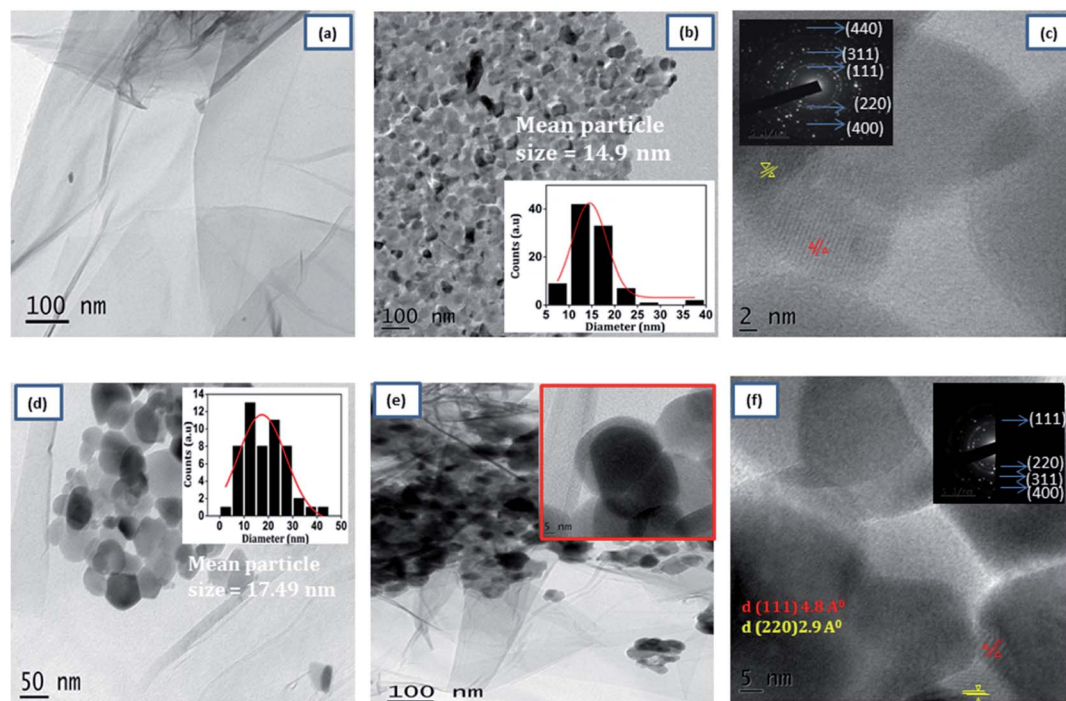 (a)
100 nm
(b)
Mean particle
size = 14.9 nm
Counts (a.u)
40
20
0
5 10 15 20 25 30 35 40
Diameter (nm)
100 nm
(c)
(440)
(311)
(111)
(220)
(400)
2 nm
(d)
Counts (a.u)
14
12
10
8
6
4
2
0
0 10 20 30 40 50
Diameter (nm)
Mean particle
size = 17.49 nm
50 nm
(e)
5 nm
100 nm
(f)
(111)
(220)
(311)
(400)
d (111) 4.8 A⁰
d (220) 2.9 A⁰
5 nm